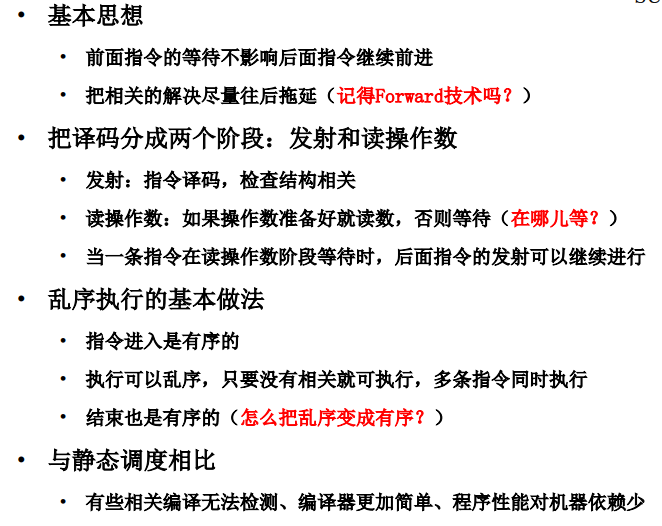 • 基本思想
• 前面指令的等待不影响后面指令继续前进
• 把相关的解决尽量往后拖延（记得Forward技术吗？）
• 把译码分成两个阶段：发射和读操作数
• 发射：指令译码，检查结构相关
• 读操作数：如果操作数准备好就读数，否则等待（在哪儿等？）
• 当一条指令在读操作数阶段等待时，后面指令的发射可以继续进行
• 乱序执行的基本做法
• 指令进入是有序的
• 执行可以乱序，只要没有相关就可执行，多条指令同时执行
• 结束也是有序的（怎么把乱序变成有序？）
• 与静态调度相比
• 有些相关编译无法检测、编译器更加简单、程序性能对机器依赖少